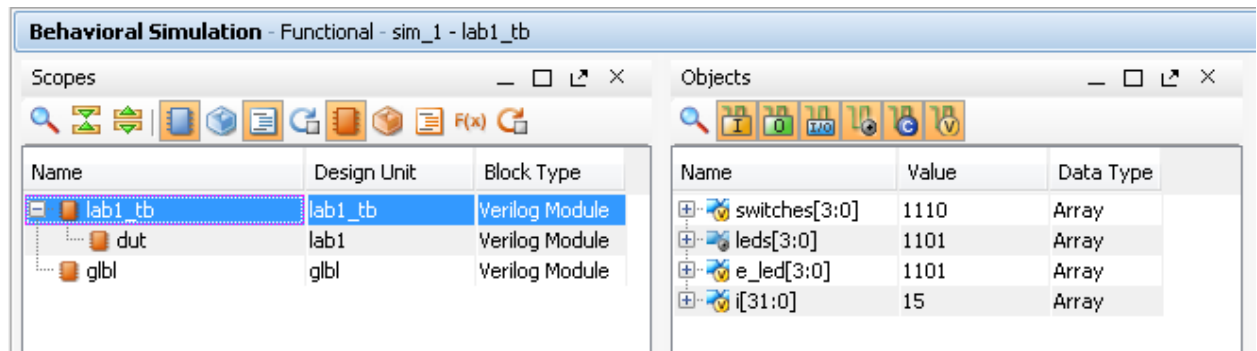 Behavioral Simulation - Functional - sim_1 - lab1_tb
Scopes
F(x)
Name Design Unit Block Type
lab1_tb lab1_tb Verilog Module
dut lab1 Verilog Module
glbl glbl Verilog Module
Objects
I O I/O C V
Name Value Data Type
switches[3:0] 1110 Array
leds[3:0] 1101 Array
e_led[3:0] 1101 Array
i[31:0] 15 Array